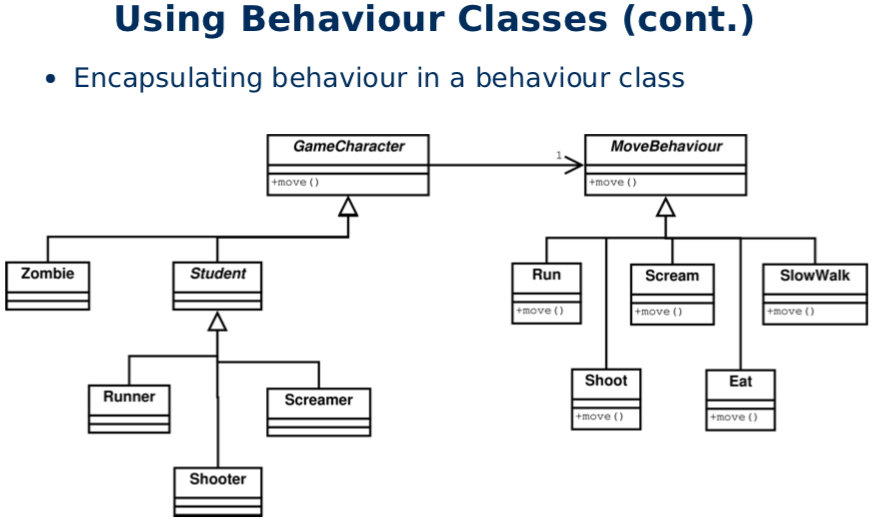 Using Behaviour Classes (cont.)
• Encapsulating behaviour in a behaviour class
GameCharacter
+move()
1
MoveBehaviour
+move()
Zombie
Student
Run
+move()
Scream
+move()
SlowWalk
+move()
Runner
Screamer
Shoot
+move()
Eat
+move()
Shooter